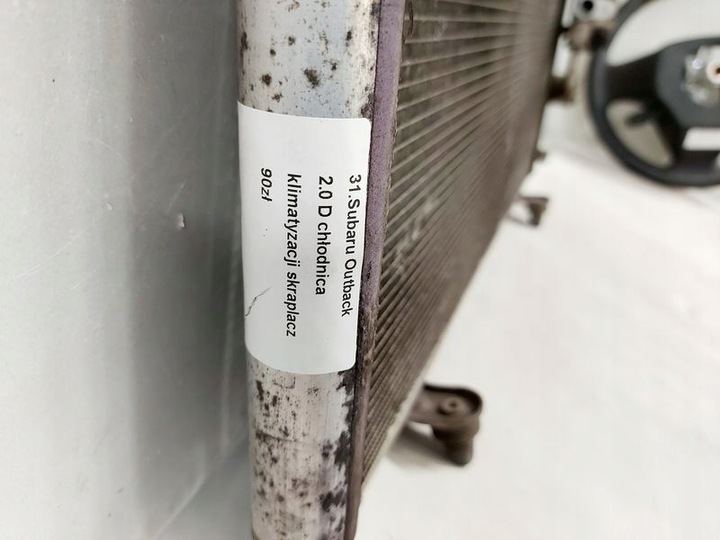 31.Subaru Outback
2.0 D chłodnica
klimatyzacji skraplacz
90zł